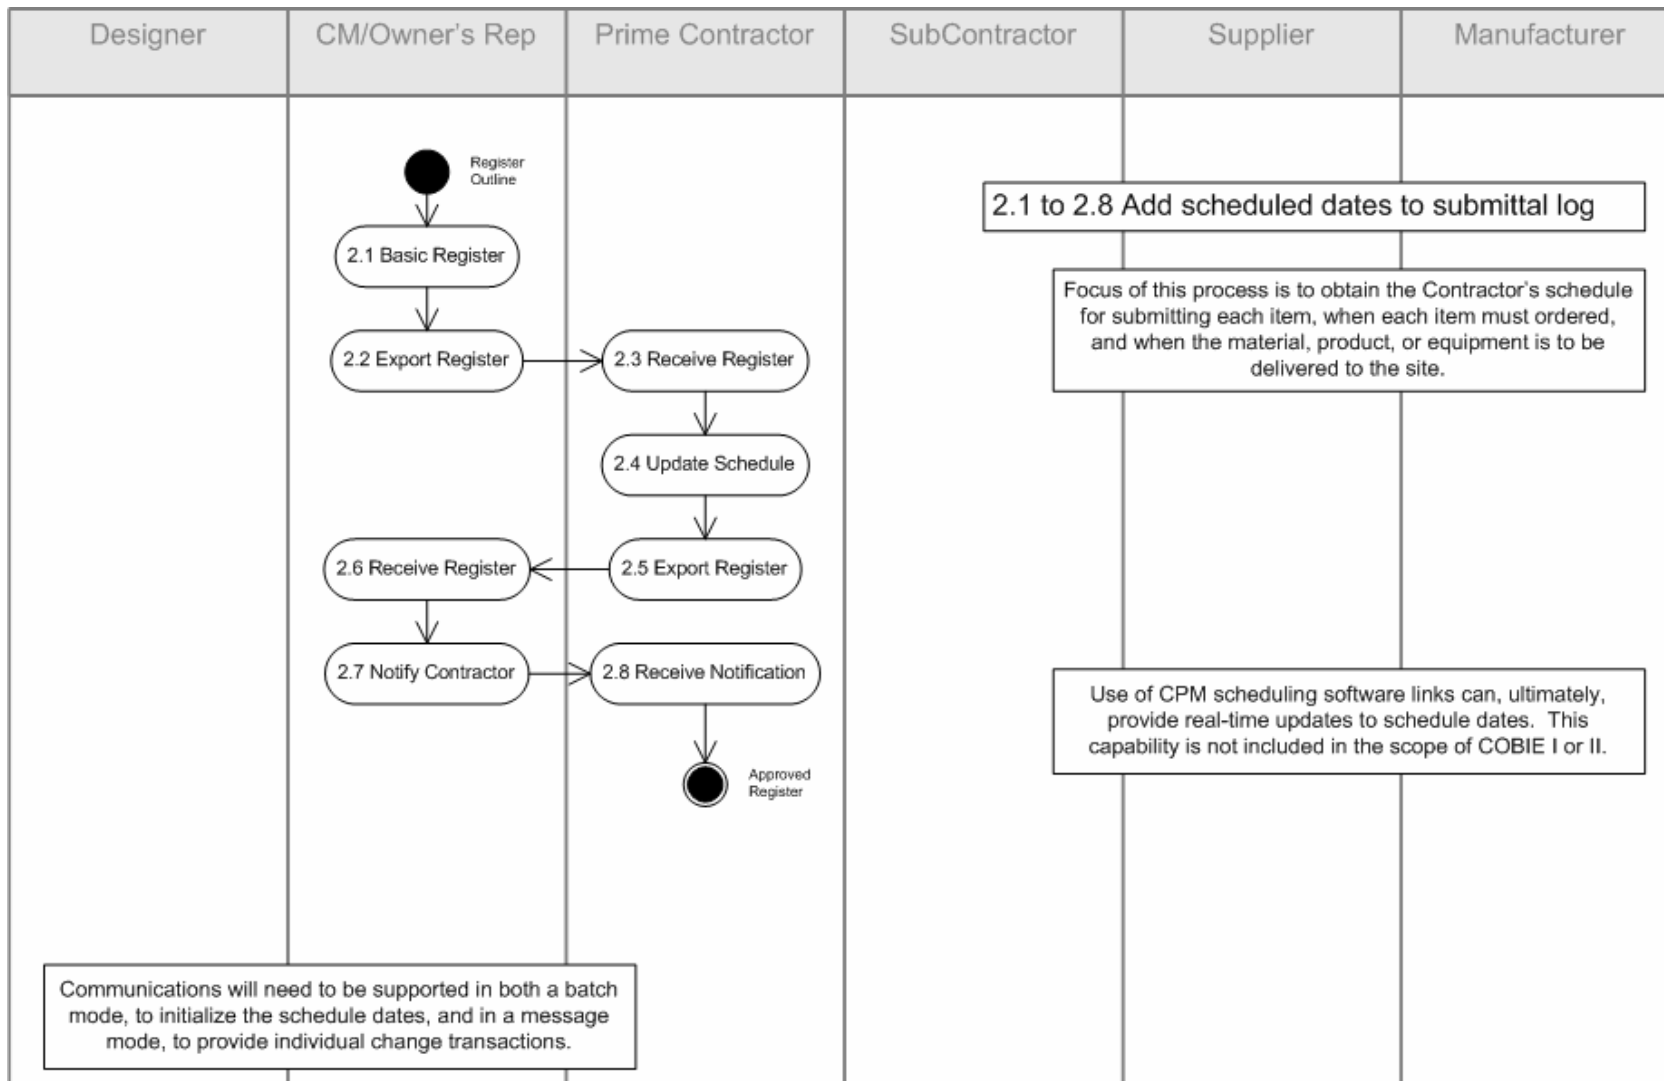 Designer
CM/Owner's Rep
Prime Contractor
SubContractor
Supplier
Manufacturer
Register
Outline
2.1 to 2.8 Add scheduled dates to submittal log
2.1 Basic Register
Focus of this process is to obtain the Contractor's schedule
for submitting each item, when each item must ordered,
and when the material, product, or equipment is to be
delivered to the site.
2.2 Export Register
2.3 Receive Register
2.4 Update Schedule
2.6 Receive Register
2.5 Export Register
2.7 Notify Contractor
2.8 Receive Notification
Use of CPM scheduling software links can, ultimately,
provide real-time updates to schedule dates. This
capability is not included in the scope of COBIE I or II.
Approved
Register
Communications will need to be supported in both a batch
mode, to initialize the schedule dates, and in a message
mode, to provide individual change transactions.